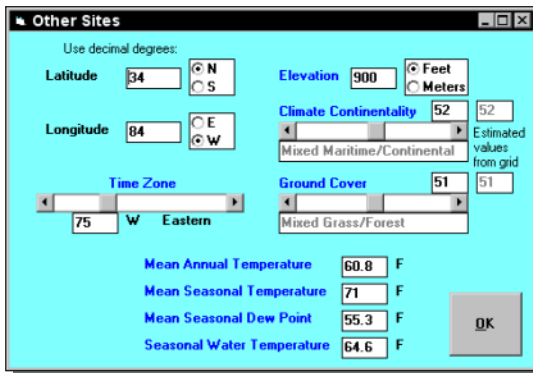 Other Sites
Use decimal degrees:
Latitude 34 N S
Elevation 900 Feet Meters
Climate Continentality 52 52
Mixed Maritime/Continental
Estimated values from grid
Longitude 84 E W
Time Zone
75 W Eastern
Ground Cover 51 51
Mixed Grass/Forest
Mean Annual Temperature 60.8 F
Mean Seasonal Temperature 71 F
Mean Seasonal Dew Point 55.3 F
Seasonal Water Temperature 64.6 F
OK